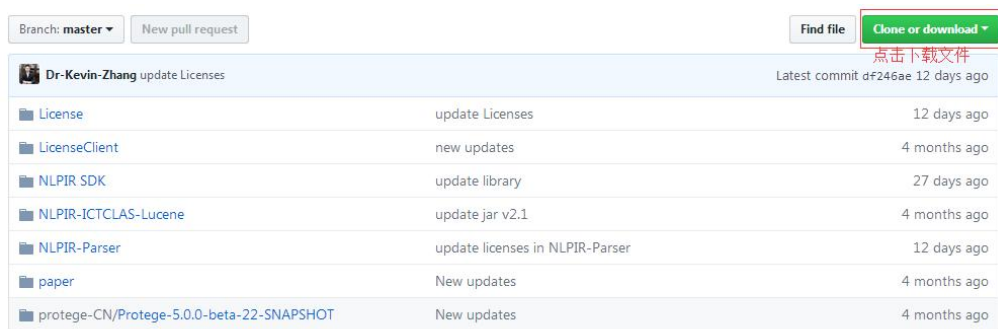 Branch: master New pull request Find file Clone or download
点击下载文件
Dr-Kevin-Zhang update Licenses Latest commit df246ae 12 days ago
License update Licenses 12 days ago
LicenseClient new updates 4 months ago
NLPIR SDK update library 27 days ago
NLPIR-ICTCLAS-Lucene update jar v2.1 4 months ago
NLPIR-Parser update licenses in NLPIR-Parser 12 days ago
paper New updates 4 months ago
protege-CN/Protege-5.0.0-beta-22-SNAPSHOT New updates 4 months ago